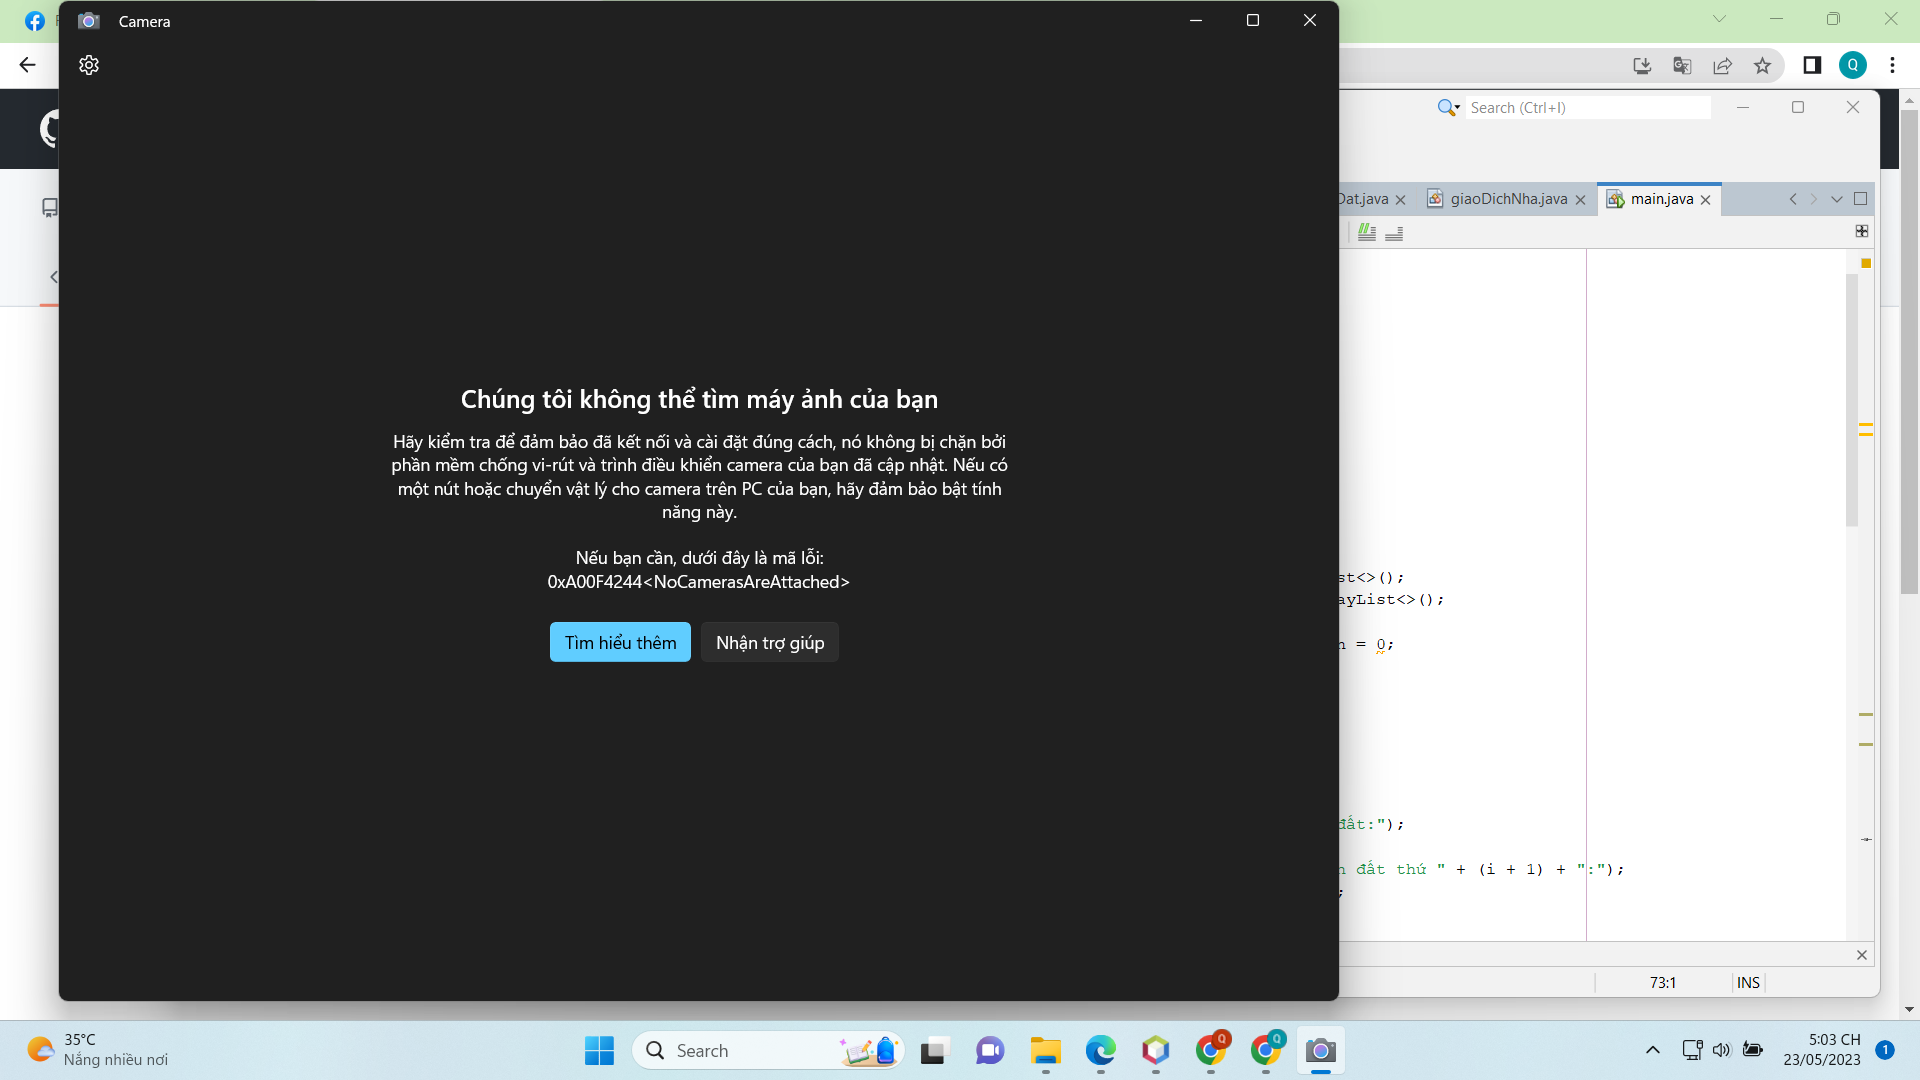 Camera
Q
Search (Ctrl+I)
Dat.java
giaoDichNha.java
main.java
Chúng tôi không thể tìm máy ảnh của bạn
Hãy kiểm tra để đảm bảo đã kết nối và cài đặt đúng cách, nó không bị chặn bởi
phần mềm chống vi-rút và trình điều khiển camera của bạn đã cập nhật. Nếu có
một nút hoặc chuyển vật lý cho camera trên PC của bạn, hãy đảm bảo bật tính
năng này.
Nếu bạn cần, dưới đây là mã lỗi:
0xA00F4244<NoCamerasAreAttached>
Tìm hiểu thêm
Nhận trợ giúp
st<>();
ayList<>();
= 0;
đất:");
đất thứ " + (i + 1) + ":");
;
73:1
INS
35°C
Nắng nhiều nơi
Search
Q
Q
5:03 CH
23/05/2023
1